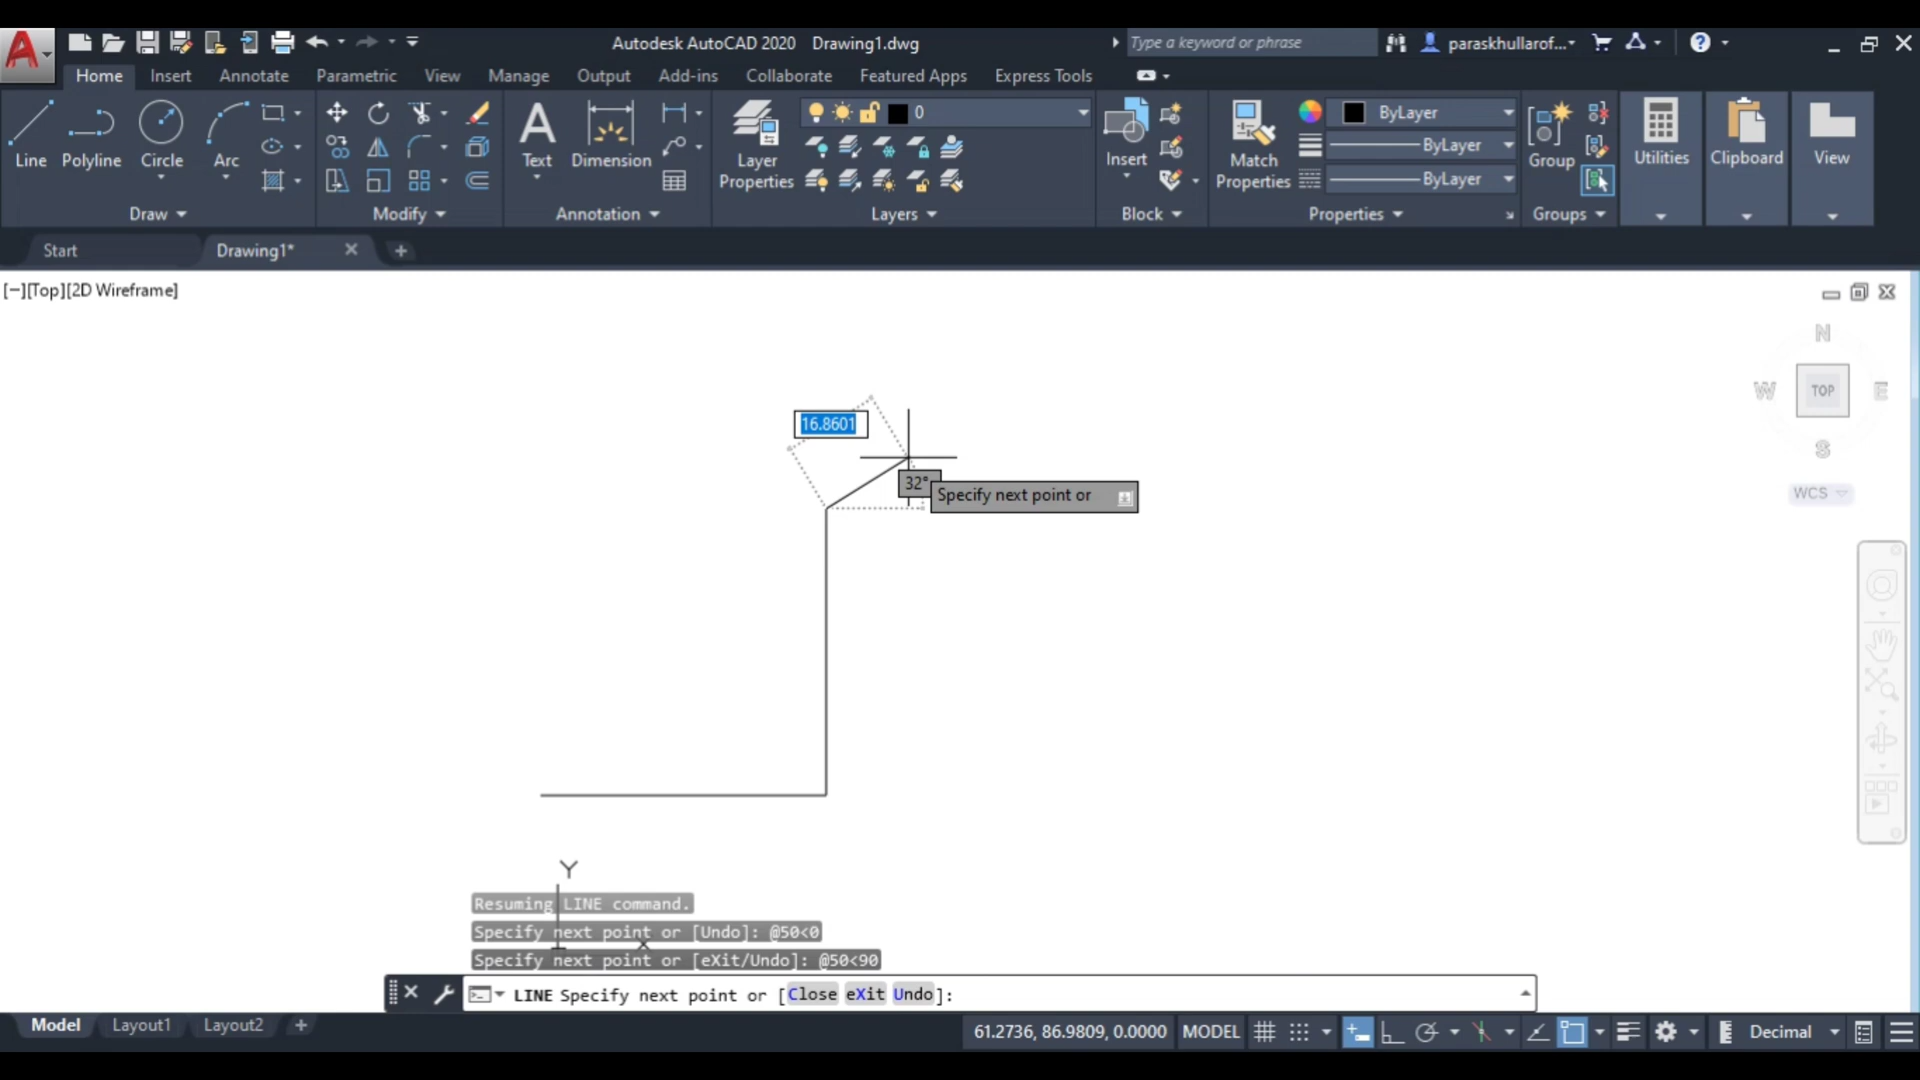 Autodesk AutoCAD 2020 Drawing1.dwg
Type a keyword or phrase
paraskhullarof...
Home Insert Annotate Parametric View Manage Output Add-ins Collaborate Featured Apps Express Tools
Line Polyline Circle Arc
Text Dimension
Layer Properties
0
Insert
Match Properties
ByLayer
ByLayer
ByLayer
Group
Utilities
Clipboard
View
Draw Modify Annotation Layers Block Properties Groups
Start Drawing1*
[−][Top][2D Wireframe]
N
W TOP E
S
WCS
16.8601
32°
Specify next point or
Y
X
Resuming LINE command.
Specify next point or [Undo]: @50<0
Specify next point or [eXit/Undo]: @50<90
LINE Specify next point or [Close eXit Undo]:
Model Layout1 Layout2
61.2736, 86.9809, 0.0000 MODEL
Decimal